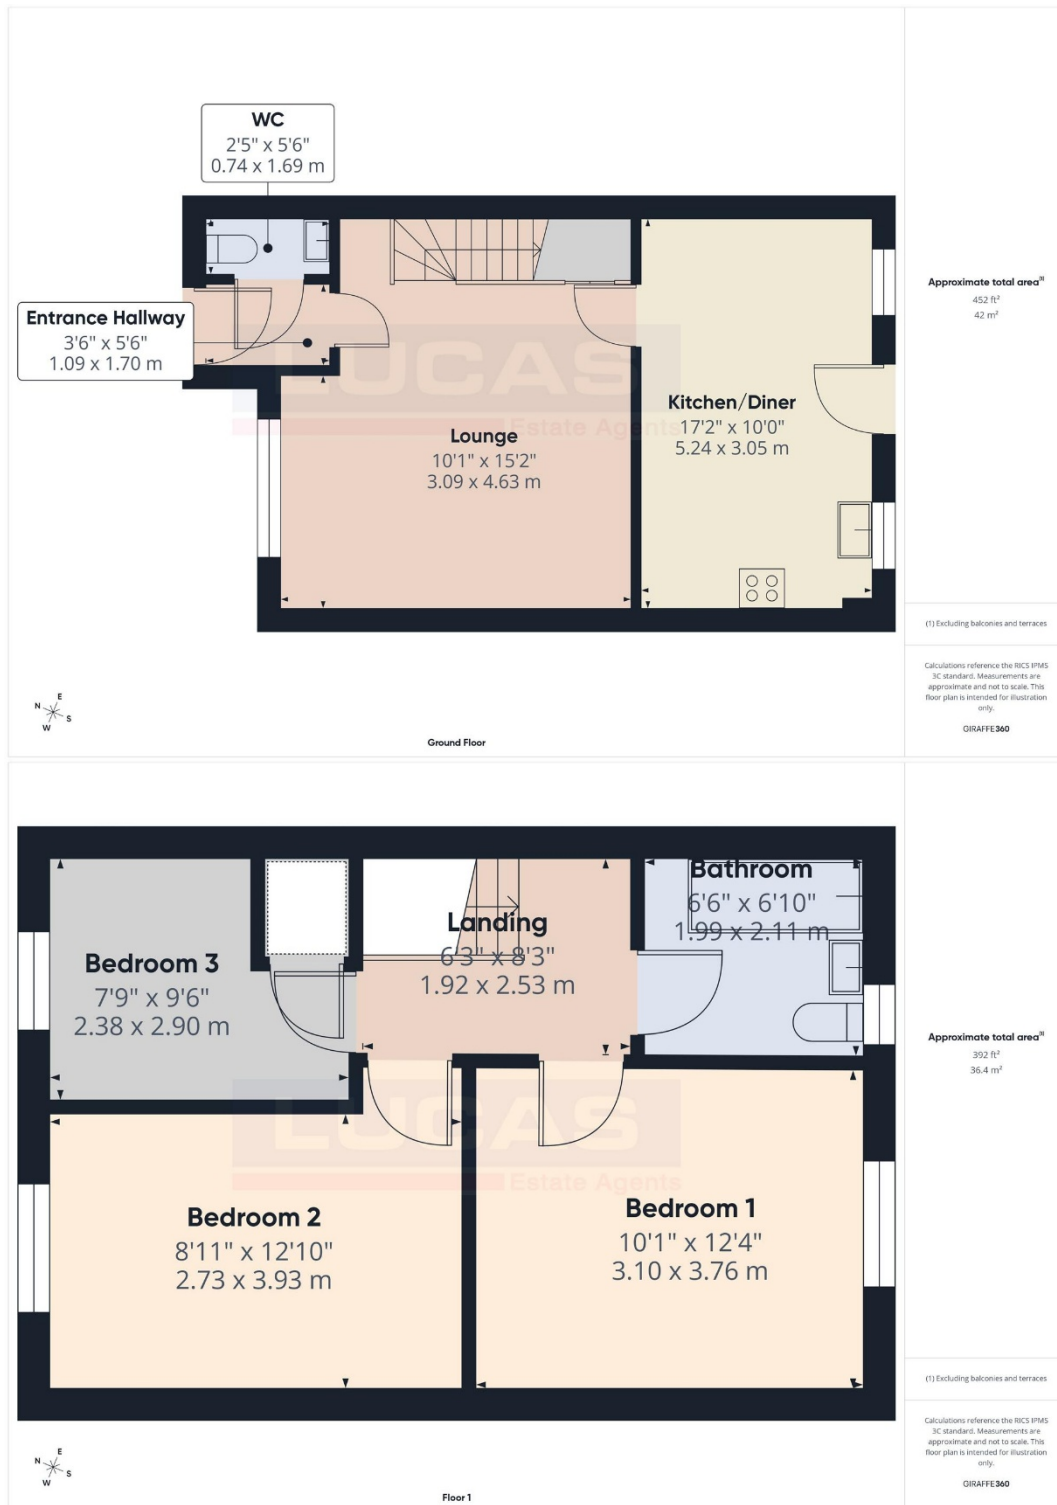 WC
2'5" x 5'6"
0.74 x 1.69 m
Entrance Hallway
3'6" x 5'6"
1.09 x 1.70 m
LUCAS
Estate Agents
Lounge
10'1" x 15'2"
3.09 x 4.63 m
Kitchen/Diner
17'2" x 10'0"
5.24 x 3.05 m
Approximate total area(1)
452 ft²
42 m²
(1) Excluding balconies and terraces
Calculations reference the RICS IPMS
3C standard. Measurements are
approximate and not to scale. This
floor plan is intended for illustration
only.
GIRAFFE360
N E
W S
Ground Floor
Bathroom
6'6" x 6'10"
1.99 x 2.11 m
Landing
6'3" x 8'3"
1.92 x 2.53 m
Bedroom 3
7'9" x 9'6"
2.38 x 2.90 m
LUCAS
Estate Agents
Bedroom 2
8'11" x 12'10"
2.73 x 3.93 m
Bedroom 1
10'1" x 12'4"
3.10 x 3.76 m
Approximate total area(1)
392 ft²
36.4 m²
(1) Excluding balconies and terraces
Calculations reference the RICS IPMS
3C standard. Measurements are
approximate and not to scale. This
floor plan is intended for illustration
only.
GIRAFFE360
N E
W S
Floor 1